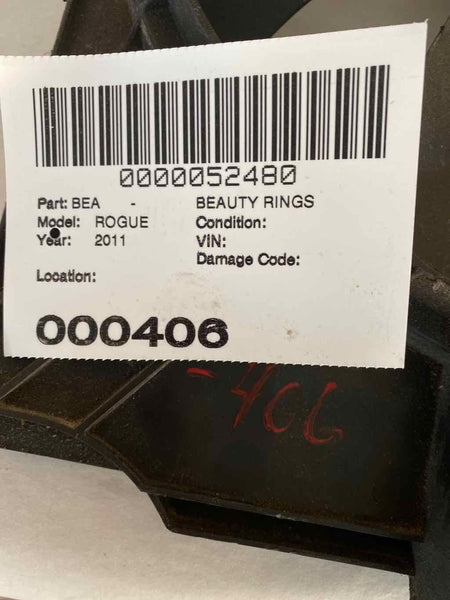 0000052480
Part: BEA - BEAUTY RINGS
Model: ROGUE Condition:
Year: 2011 VIN:
Damage Code:
Location:
000406
-406